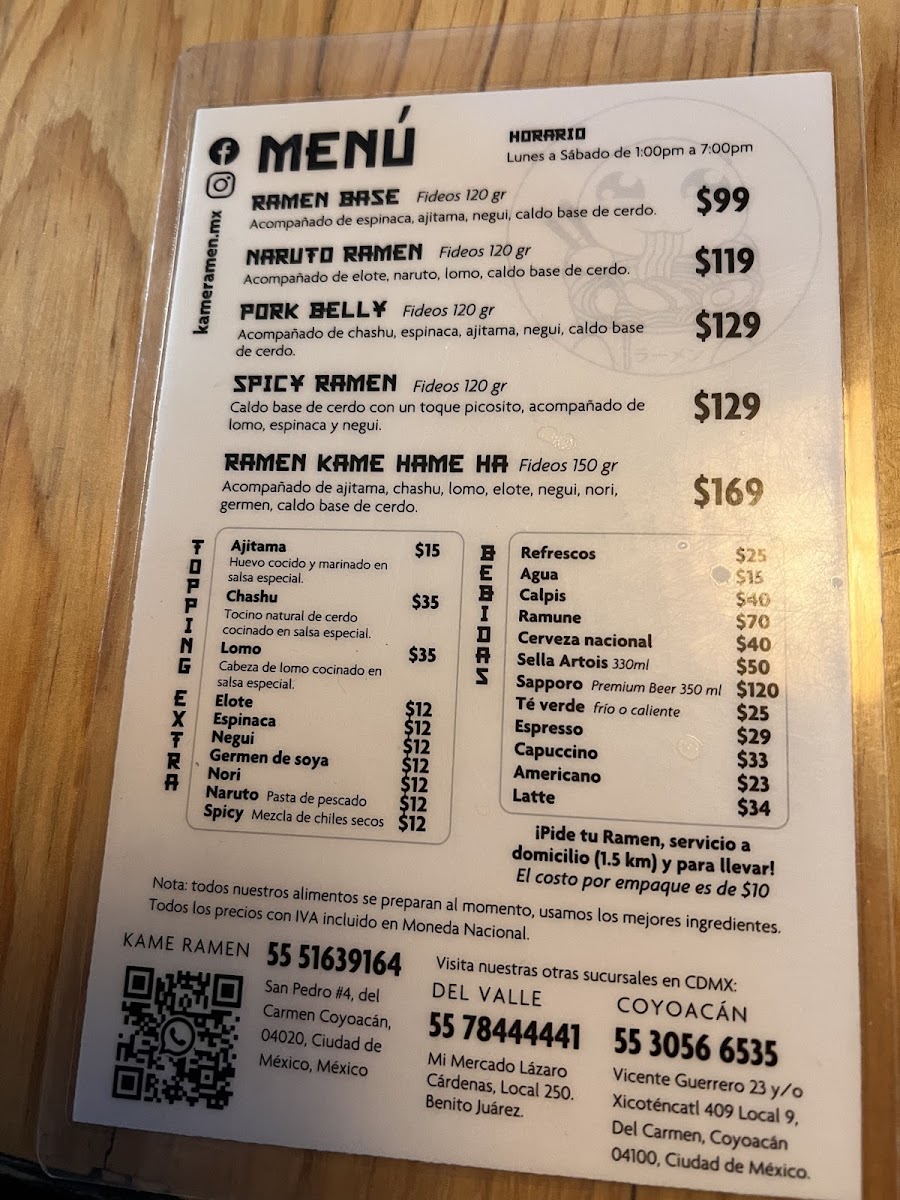 MENÚ
HORARIO
Lunes a Sábado de 1:00pm a 7:00pm
kameramen.mx
RAMEN BASE Fideos 120 gr $99
Acompañado de espinaca, ajitama, negui, caldo base de cerdo.
NARUTO RAMEN Fideos 120 gr $119
Acompañado de elote, naruto, lomo, caldo base de cerdo.
PORK BELLY Fideos 120 gr $129
Acompañado de chashu, espinaca, ajitama, negui, caldo base
de cerdo.
SPICY RAMEN Fideos 120 gr $129
Caldo base de cerdo con un toque picosito, acompañado de
lomo, espinaca y negui.
RAMEN KAME HAME HA Fideos 150 gr $169
Acompañado de ajitama, chashu, lomo, elote, negui, nori,
germen, caldo base de cerdo.
ラーメン
TOPPING EXTRA
Ajitama $15
Huevo cocido y marinado en
salsa especial.
Chashu $35
Tocino natural de cerdo
cocinado en salsa especial.
Lomo $35
Cabeza de lomo cocinado en
salsa especial.
Elote $12
Espinaca $12
Negui $12
Germen de soya $12
Nori $12
Naruto Pasta de pescado $12
Spicy Mezcla de chiles secos $12
BEBIDAS
Refrescos $25
Agua $15
Calpis $40
Ramune $70
Cerveza nacional $40
Sella Artois 330ml $50
Sapporo Premium Beer 350 ml $120
Té verde frío o caliente $25
Espresso $29
Capuccino $33
Americano $23
Latte $34
¡Pide tu Ramen, servicio a
domicilio (1.5 km) y para llevar!
El costo por empaque es de $10
Nota: todos nuestros alimentos se preparan al momento, usamos los mejores ingredientes.
Todos los precios con IVA incluido en Moneda Nacional.
KAME RAMEN 55 51639164
San Pedro #4, del
Carmen Coyoacán,
04020, Ciudad de
México, México
Visita nuestras otras sucursales en CDMX:
DEL VALLE
55 78444441
Mi Mercado Lázaro
Cárdenas, Local 250.
Benito Juárez.
COYOACÁN
55 3056 6535
Vicente Guerrero 23 y/o
Xicoténcatl 409 Local 9,
Del Carmen, Coyoacán
04100, Ciudad de México.